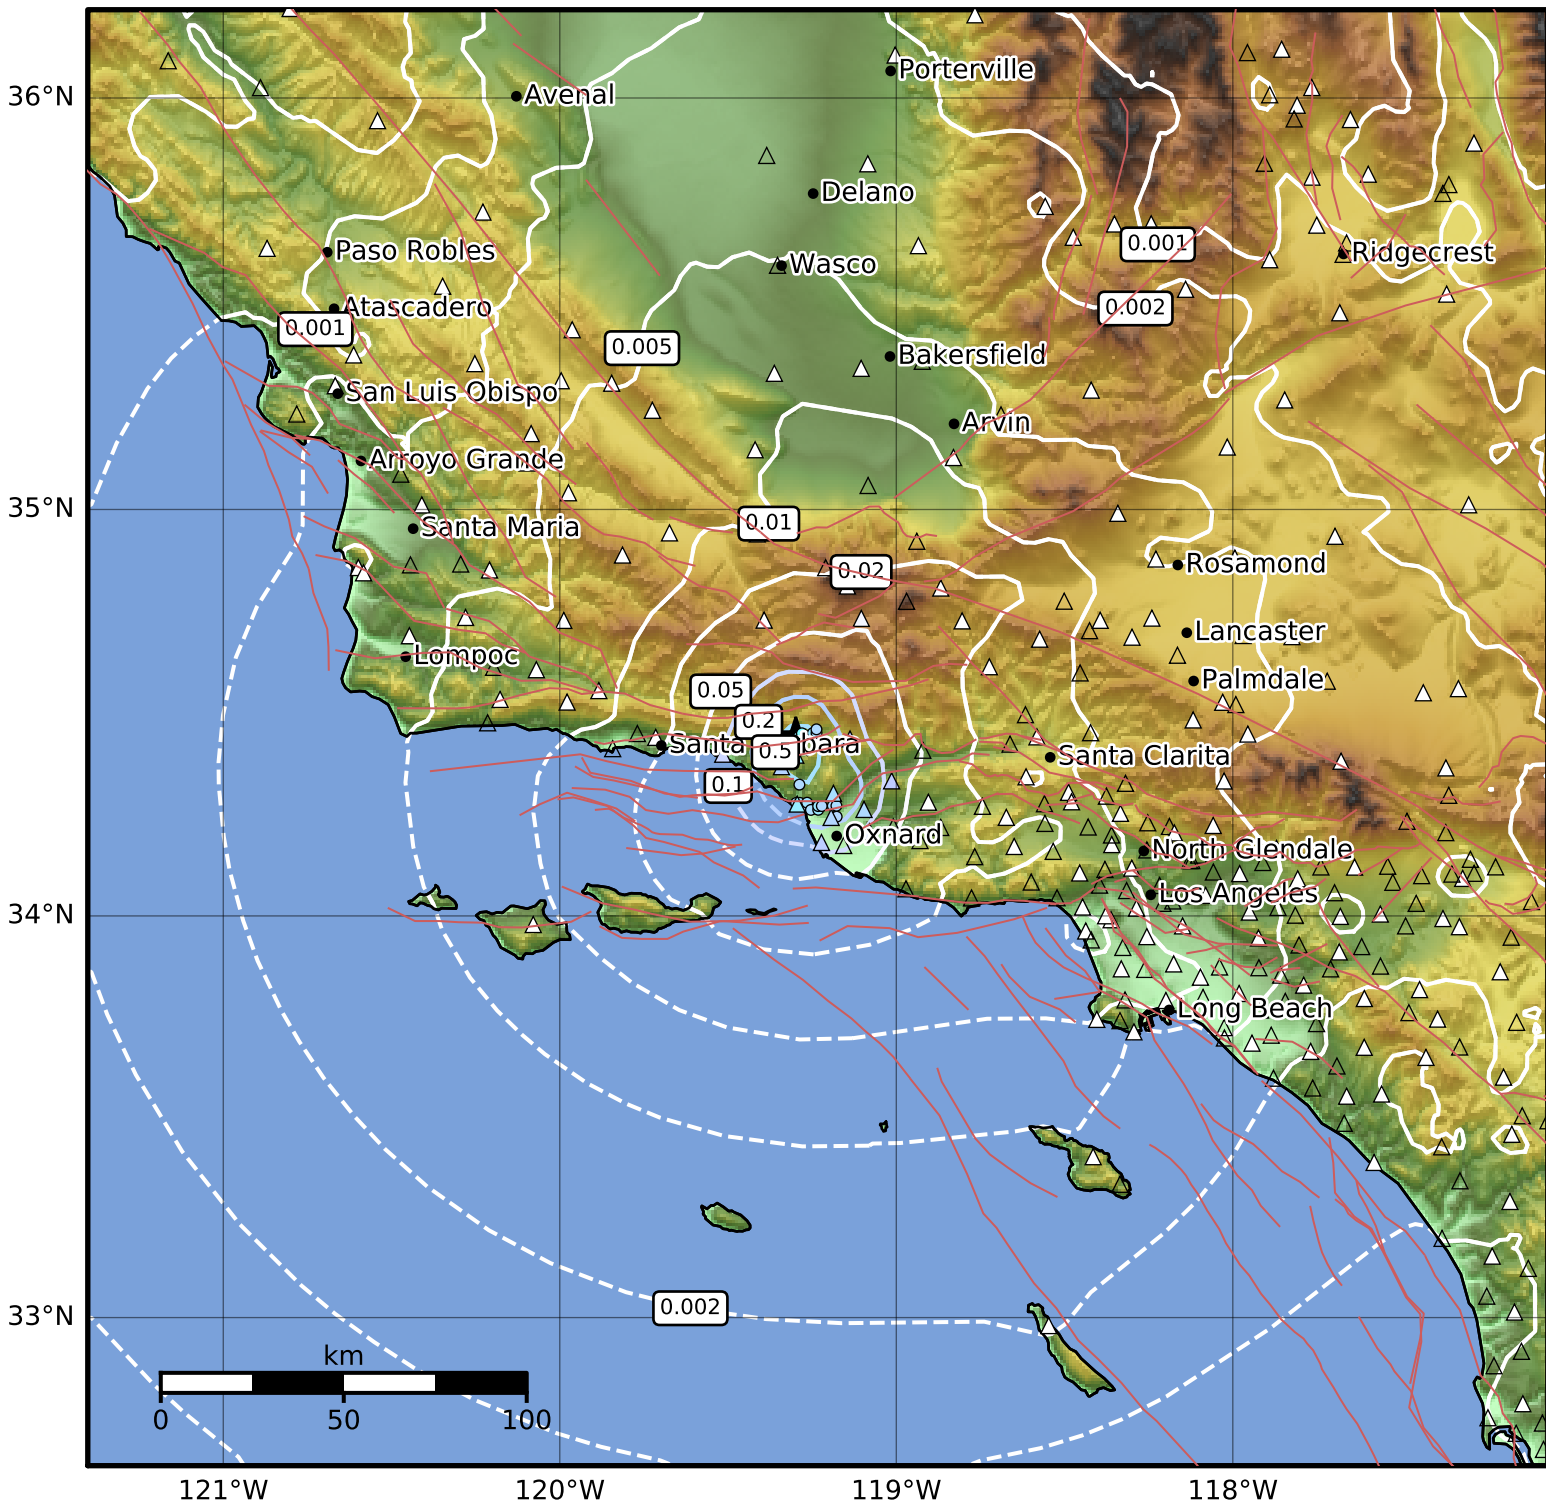 36°N
Porterville
Avenal
Delano
0.001
Paso Robles
Ridgecrest
Wasco
Atascadero
0.002
0.001
0.005
Bakersfield
San Luis Obispo
Arvin
Arroyo Grande
35°N
0.01
Santa Maria
Rosamond
0.02
Lancaster
Lompoc
Palmdale
0.05
0.2
Santa bara
0.5
Santa Clarita
0.1
Oxnard
North Glendale
Los Angeles
34°N
Long Beach
33°N
0.002
km
0 50 100
121°W 120°W 119°W 118°W